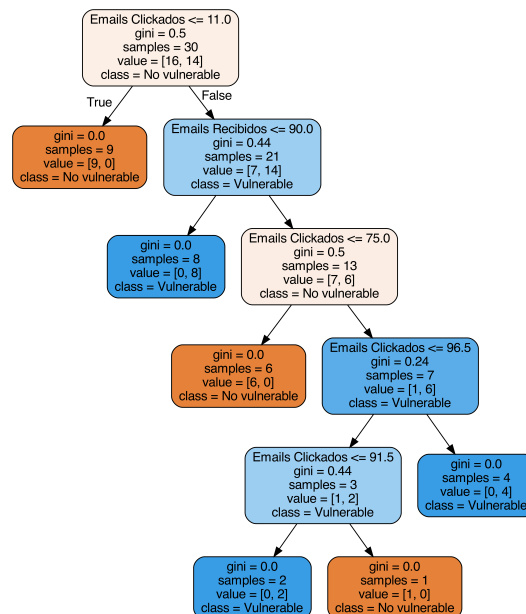 Emails Clickados <= 11.0
gini = 0.5
samples = 30
value = [16, 14]
class = No vulnerable
True
False
gini = 0.0
samples = 9
value = [9, 0]
class = No vulnerable
Emails Recibidos <= 90.0
gini = 0.44
samples = 21
value = [7, 14]
class = Vulnerable
gini = 0.0
samples = 8
value = [0, 8]
class = Vulnerable
Emails Clickados <= 75.0
gini = 0.5
samples = 13
value = [7, 6]
class = No vulnerable
gini = 0.0
samples = 6
value = [6, 0]
class = No vulnerable
Emails Clickados <= 96.5
gini = 0.24
samples = 7
value = [1, 6]
class = Vulnerable
Emails Clickados <= 91.5
gini = 0.44
samples = 3
value = [1, 2]
class = Vulnerable
gini = 0.0
samples = 4
value = [0, 4]
class = Vulnerable
gini = 0.0
samples = 2
value = [0, 2]
class = Vulnerable
gini = 0.0
samples = 1
value = [1, 0]
class = No vulnerable